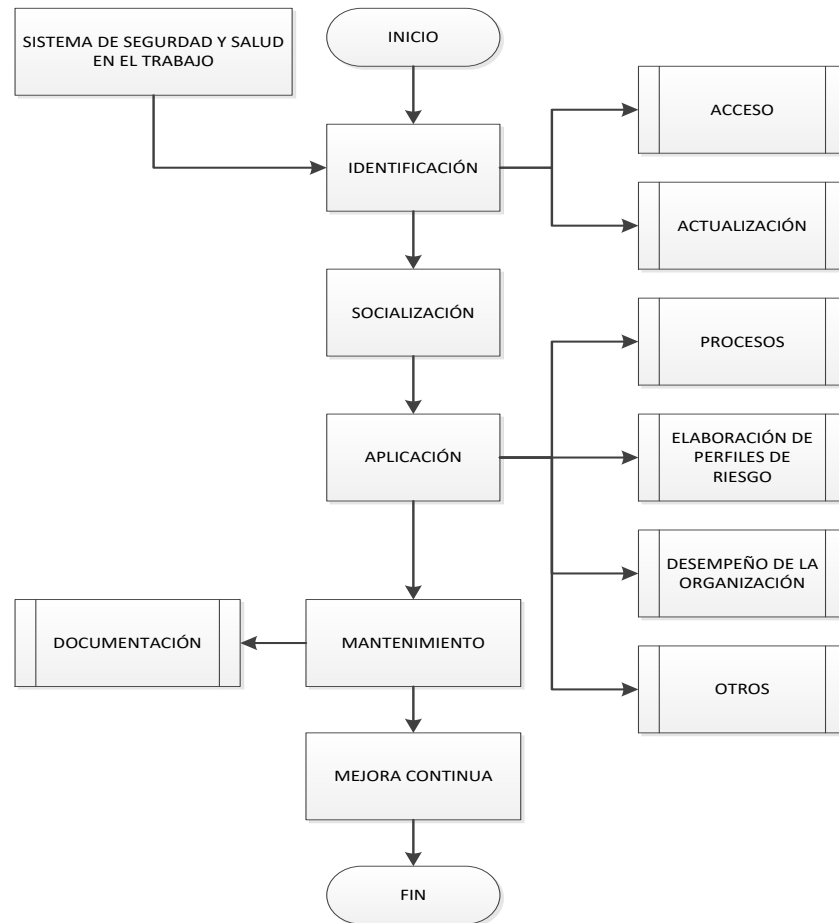 SISTEMA DE SEGURDAD Y SALUD
EN EL TRABAJO
INICIO
ACCESO
IDENTIFICACIÓN
ACTUALIZACIÓN
SOCIALIZACIÓN
PROCESOS
APLICACIÓN
ELABORACIÓN DE
PERFILES DE
RIESGO
DESEMPEÑO DE LA
ORGANIZACIÓN
DOCUMENTACIÓN
MANTENIMIENTO
OTROS
MEJORA CONTINUA
FIN